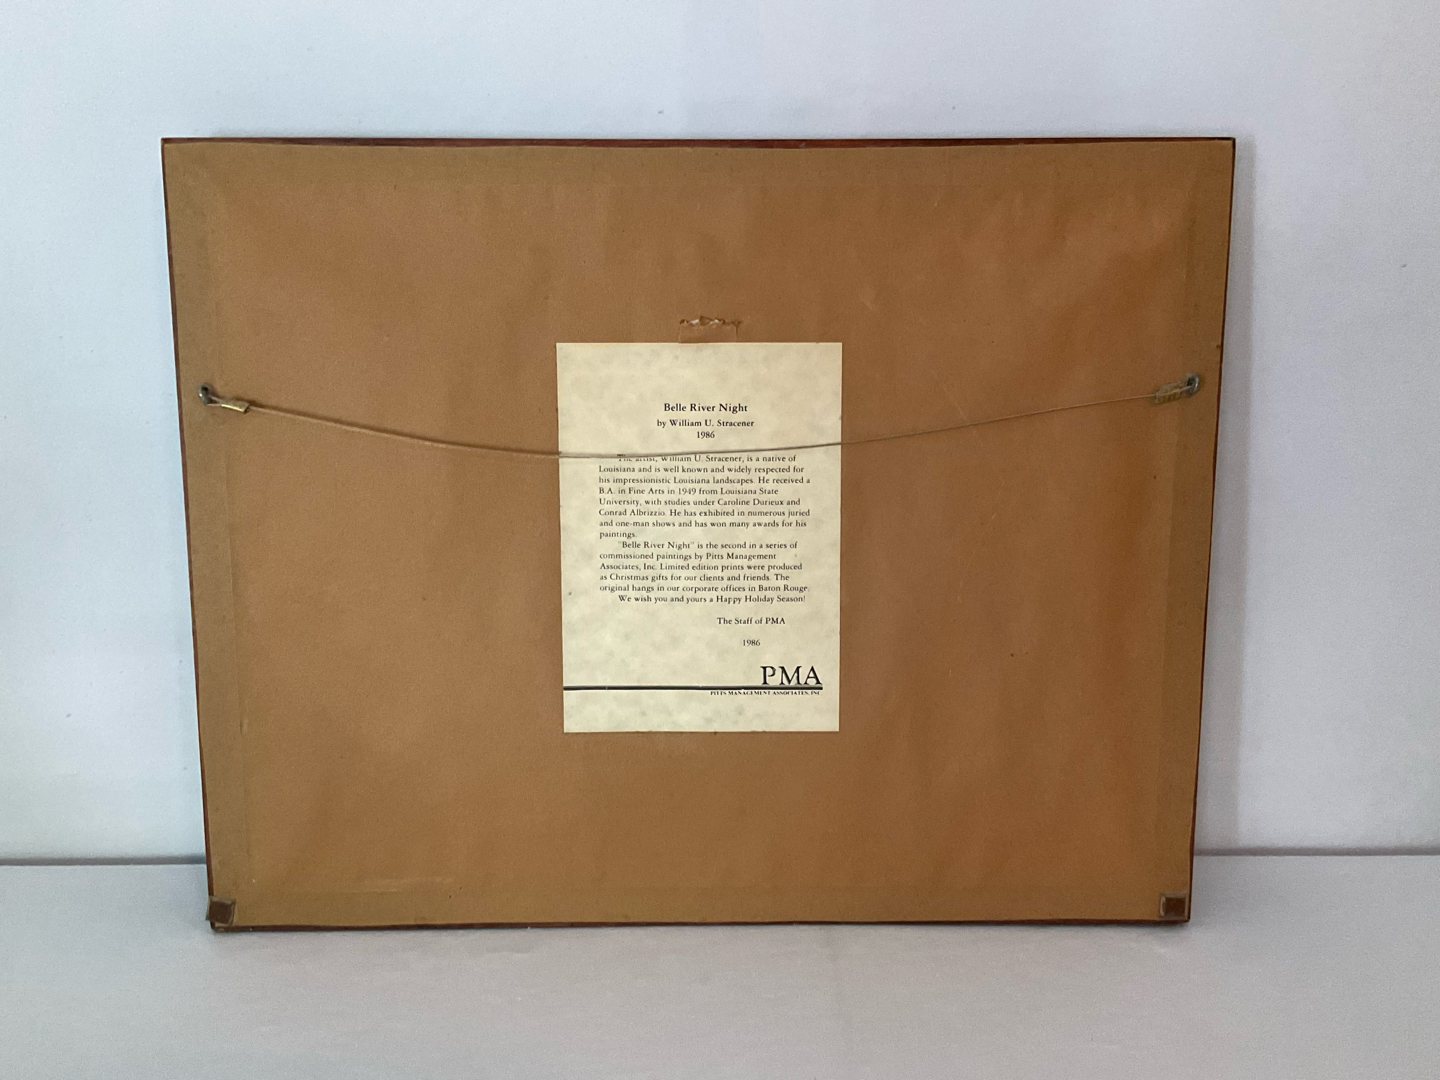 Belle River Night
by William U. Stracener
1986
The artist, William U. Stracener, is a native of
Louisiana and is well known and widely respected for
his impressionistic Louisiana landscapes. He received a
B.A. in Fine Arts in 1949 from Louisiana State
University, with studies under Caroline Durieux and
Conrad Albrizzio. He has exhibited in numerous juried
and one-man shows and has won many awards for his
paintings.
"Belle River Night" is the second in a series of
commissioned paintings by Pitts Management
Associates, Inc. Limited edition prints were produced
as Christmas gifts for our clients and friends. The
original hangs in our corporate offices in Baton Rouge.
We wish you and yours a Happy Holiday Season!
The Staff of PMA
1986
PMA
PITTS MANAGEMENT ASSOCIATES, INC.